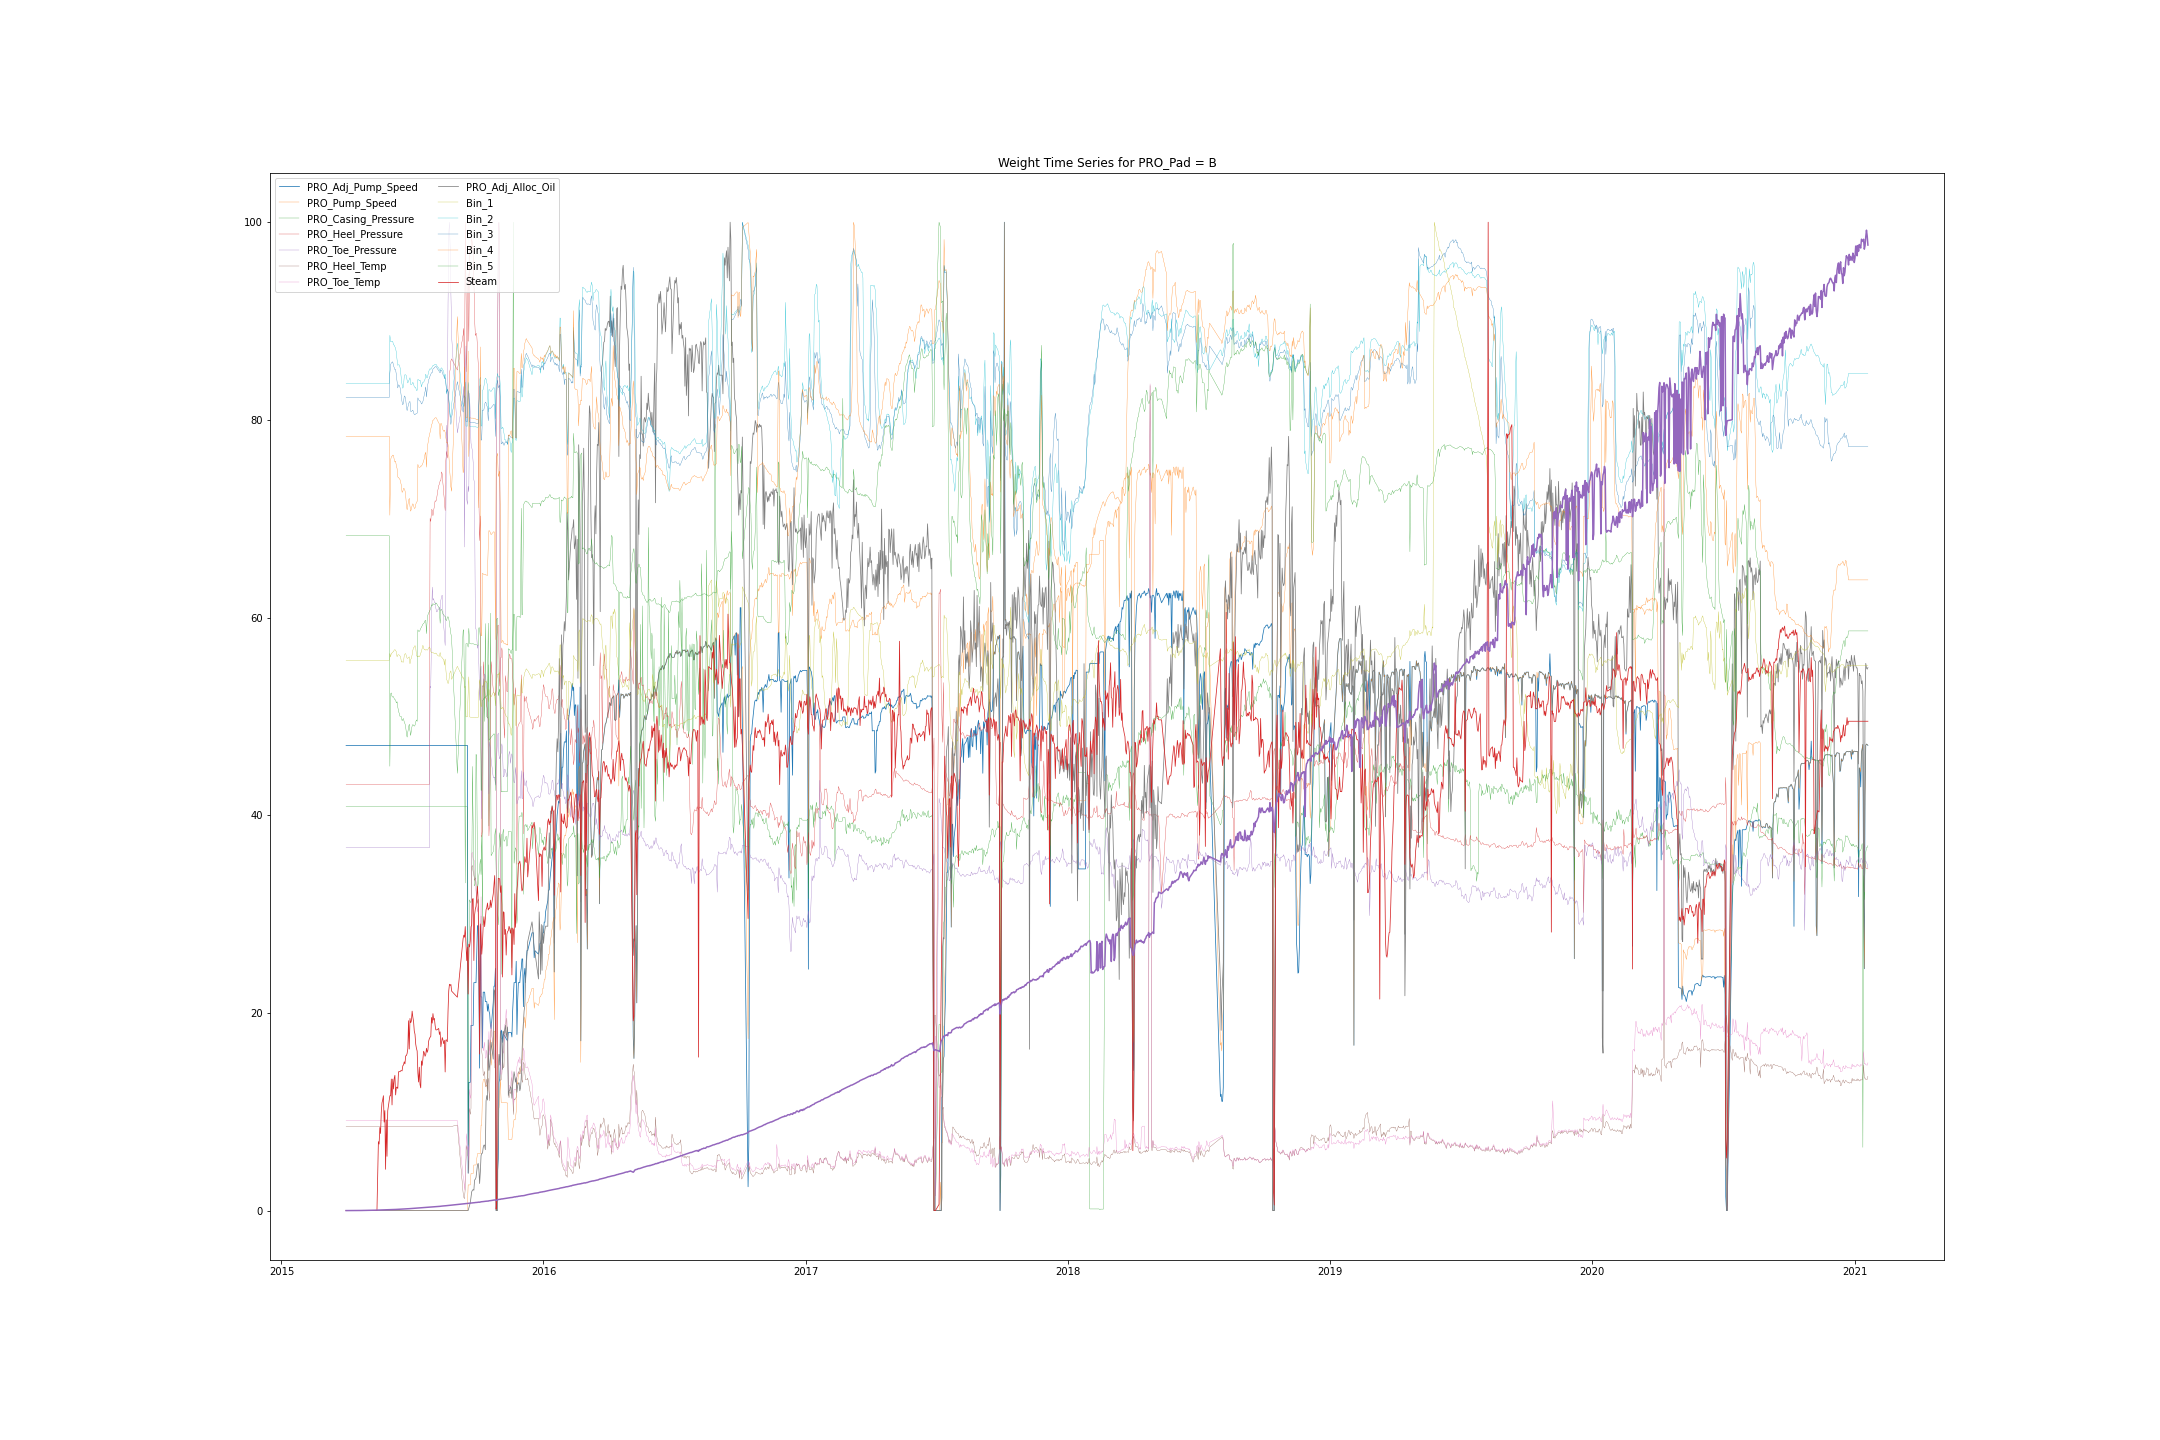 Weight Time Series for PRO_Pad = B
PRO_Adj_Pump_Speed
PRO_Pump_Speed
PRO_Casing_Pressure
PRO_Heel_Pressure
PRO_Toe_Pressure
PRO_Heel_Temp
PRO_Toe_Temp
PRO_Adj_Alloc_Oil
Bin_1
Bin_2
Bin_3
Bin_4
Bin_5
Steam
100
80
60
40
20
0
2015 2016 2017 2018 2019 2020 2021